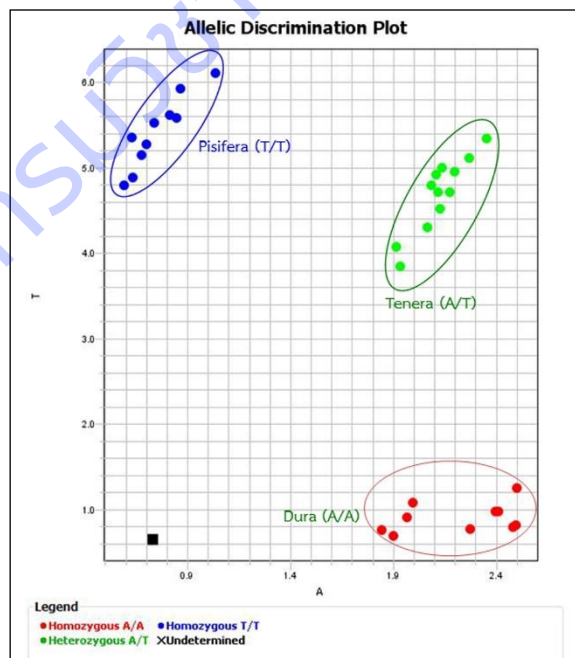 Allelic Discrimination Plot
6.0
Pisifera (T/T)
5.0
4.0
Tenera (A/T)
T
3.0
2.0
Dura (A/A)
1.0
0.9 1.4 1.9 2.4
A
Legend
Homozygous A/A Homozygous T/T
Heterozygous A/T Undetermined